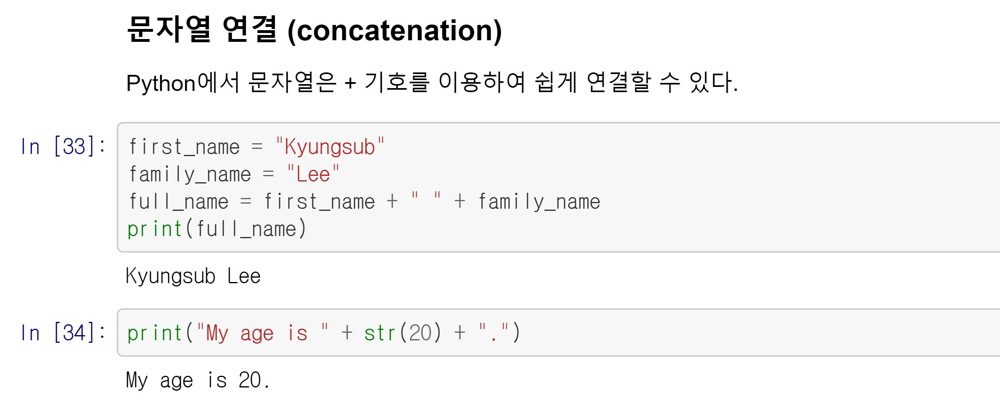 문자열 연결 (concatenation)
Python에서 문자열은 + 기호를 이용하여 쉽게 연결할 수 있다.
In [33]:
first_name = "Kyungsub"
family_name = "Lee"
full_name = first_name + " " + family_name
print(full_name)
Kyungsub Lee
In [34]:
print("My age is " + str(20) + ".")
My age is 20.